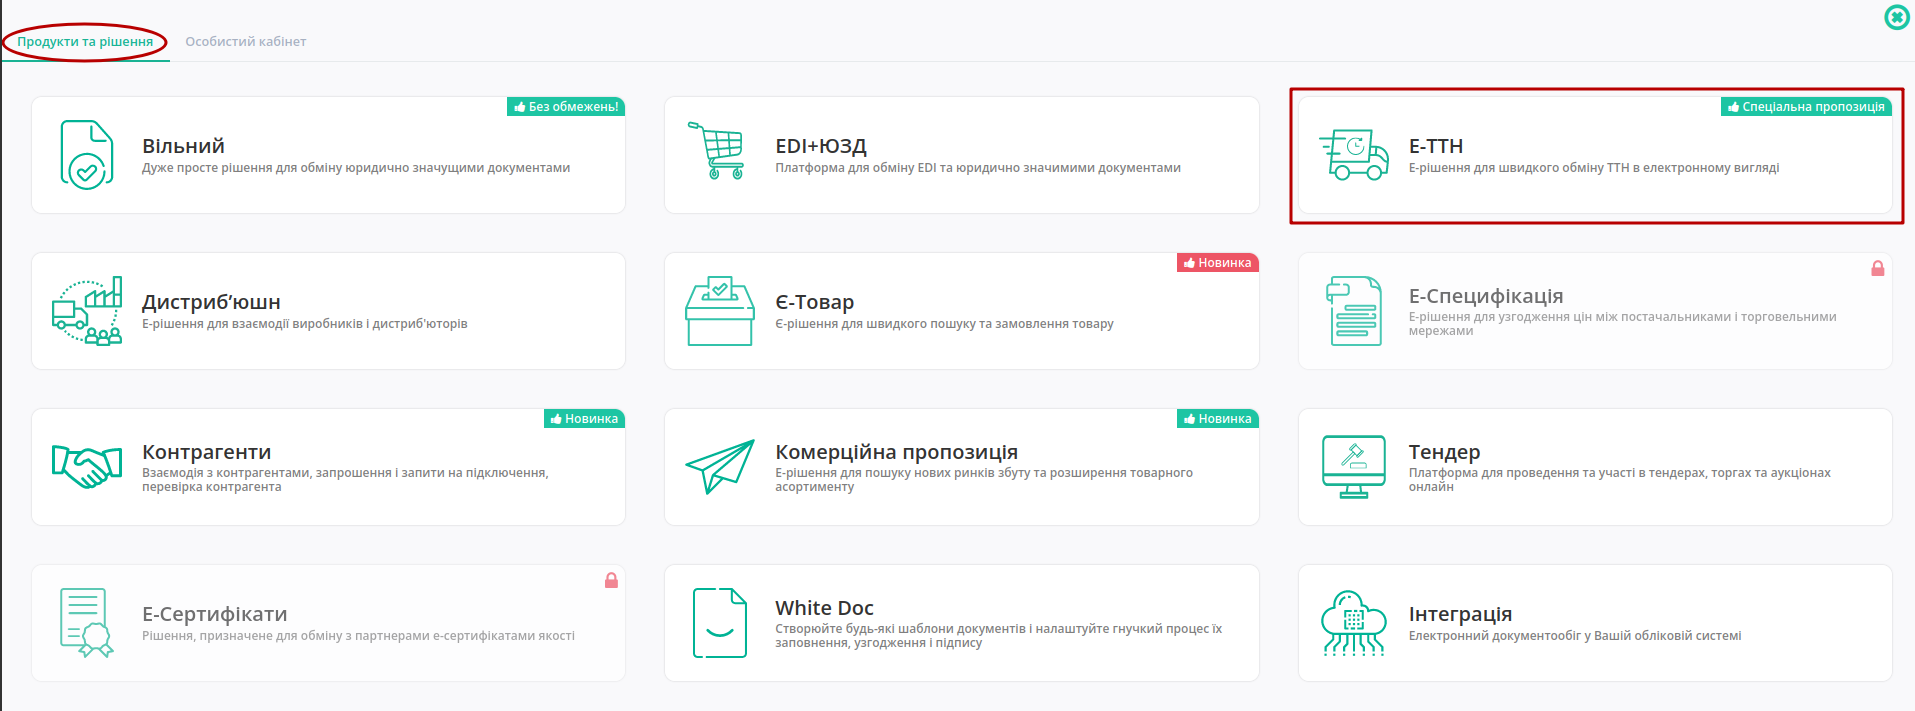 Продукти та рішення
Особистий кабінет
Без обмежень!
Вільний
Дуже просте рішення для обміну юридично значущими документами
EDI+ЮЗД
Платформа для обміну EDI та юридично значимими документами
Спеціальна пропозиція
Е-ТТН
Е-рішення для швидкого обміну ТТН в електронному вигляді
Дистриб’юшн
Е-рішення для взаємодії виробників і дистриб'юторів
Новинка
Є-Товар
Є-рішення для швидкого пошуку та замовлення товару
Е-Специфікація
Е-рішення для узгодження цін між постачальниками і торговельними
мережами
Новинка
Контрагенти
Взаємодія з контрагентами, запрошення і запити на підключення,
перевірка контрагента
Новинка
Комерційна пропозиція
Е-рішення для пошуку нових ринків збуту та розширення товарного
асортименту
Тендер
Платформа для проведення та участі в тендерах, торгах та аукціонах
онлайн
Е-Сертифікати
Рішення, призначене для обміну з партнерами е-сертифікатами якості
White Doc
Створюйте будь-які шаблони документів і налаштуйте гнучкий процес їх
заповнення, узгодження і підпису
Інтеграція
Електронний документообіг у Вашій обліковій системі